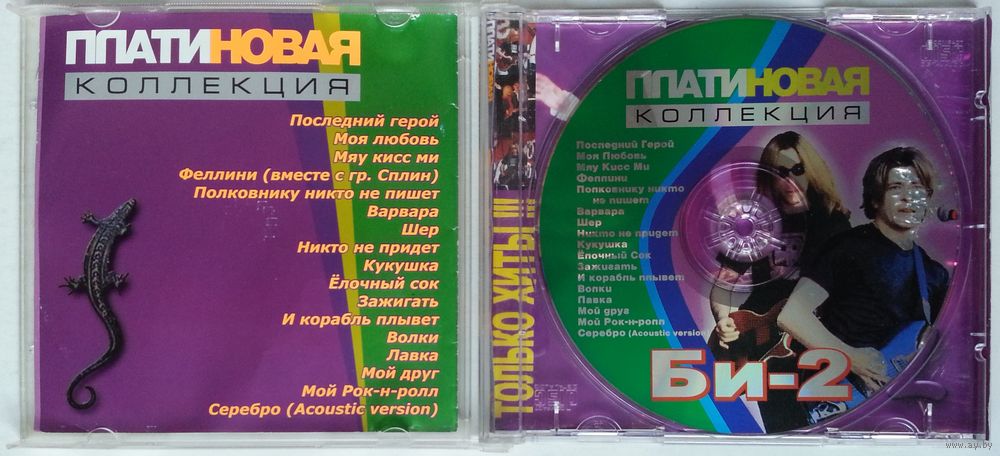 ПЛАТИНОВАЯ
КОЛЛЕКЦИЯ
Последний герой
Моя любовь
Мяу кисс ми
Феллини (вместе с гр. Сплин)
Полковнику никто не пишет
Варвара
Шер
Никто не придет
Кукушка
Ёлочный сок
Зажигать
И корабль плывет
Волки
Лавка
Мой друг
Мой Рок-н-ролл
Серебро (Acoustic version)
ТОЛЬКО ХИТЫ !!!
ПЛАТИНОВАЯ
КОЛЛЕКЦИЯ
Последний Герой
Моя Любовь
Мяу Кисс Ми
Феллини
Полковнику никто
не пишет
Варвара
Шер
Никто не придет
Кукушка
Ёлочный Сок
Зажигать
И корабль плывет
Волки
Лавка
Мой друг
Мой Рок-н-ролл
Серебро (Acoustic version)
Би-2
www.ay.by